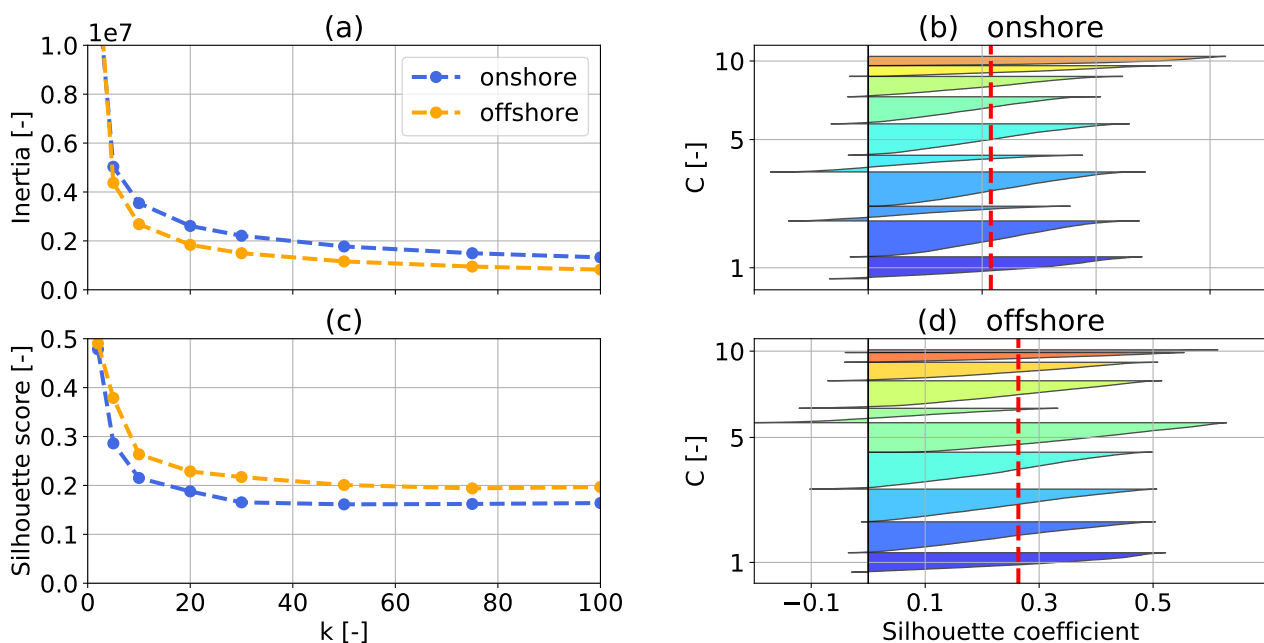 (a)
1e7
1.0
0.8
0.6
0.4
0.2
0.0
Inertia [-]
onshore
offshore
(b) onshore
10
5
1
C [-]
(c)
0.5
0.4
0.3
0.2
0.1
0.0
Silhouette score [-]
0 20 40 60 80 100
k [-]
(d) offshore
10
5
1
C [-]
−0.1 0.1 0.3 0.5
Silhouette coefficient